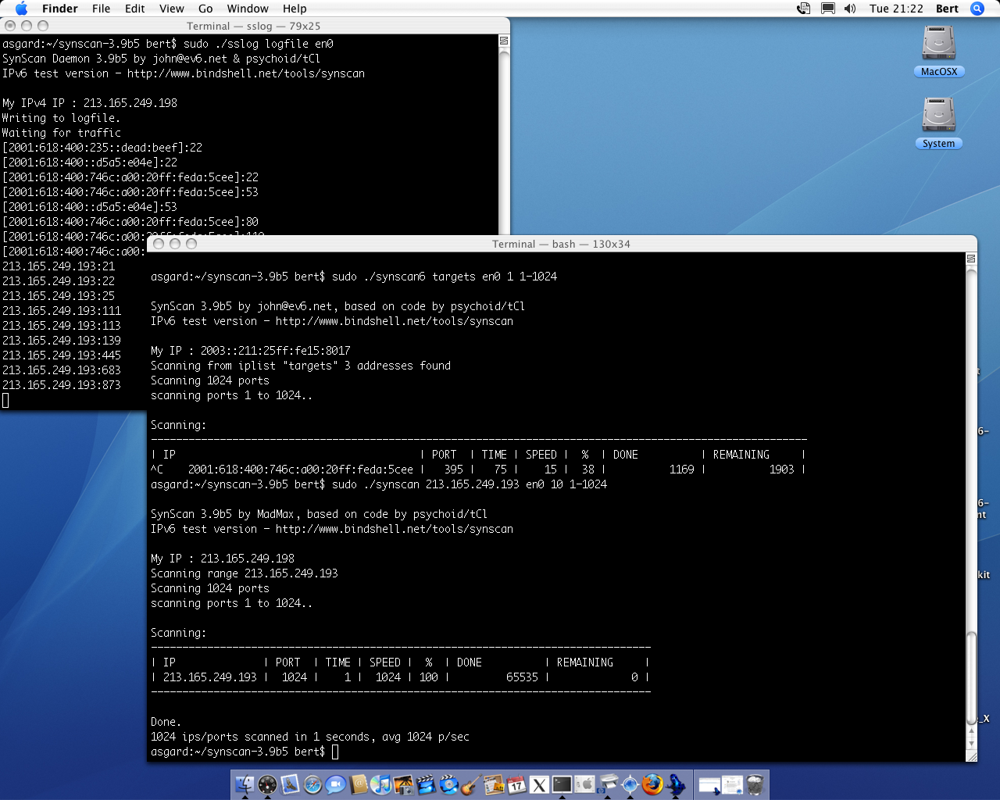 Finder File Edit View Go Window Help Tue 21:22 Bert
Terminal — sslog — 79x25
asgard:~/synscan-3.9b5 bert$ sudo ./sslog logfile en0
SynScan Daemon 3.9b5 by john@ev6.net & psychoid/tCl
IPv6 test version - http://www.bindshell.net/tools/synscan
My IPv4 IP : 213.165.249.198
Writing to logfile.
Waiting for traffic
[2001:618:400:235::dead:beef]:22
[2001:618:400::d5a5:e04e]:22
[2001:618:400:746c:a00:20ff:feda:5cee]:22
[2001:618:400:746c:a00:20ff:feda:5cee]:53
[2001:618:400::d5a5:e04e]:53
[2001:618:400:746c:a00:20ff:feda:5cee]:80
[2001:618:400:746c:a00:20ff:feda:5cee]:110
[2001:618:400:746c:a00:
213.165.249.193:21
213.165.249.193:22
213.165.249.193:25
213.165.249.193:111
213.165.249.193:113
213.165.249.193:139
213.165.249.193:445
213.165.249.193:683
213.165.249.193:873
MacOSX
System
Terminal — bash — 130x34
asgard:~/synscan-3.9b5 bert$ sudo ./synscan6 targets en0 1 1-1024
SynScan 3.9b5 by john@ev6.net, based on code by psychoid/tCl
IPv6 test version - http://www.bindshell.net/tools/synscan
My IP : 2003::211:25ff:fe15:8017
Scanning from iplist "targets" 3 addresses found
Scanning 1024 ports
scanning ports 1 to 1024..
Scanning:
| IP | PORT | TIME | SPEED | % | DONE | REMAINING |
^C 2001:618:400:746c:a00:20ff:feda:5cee | 395 | 75 | 15 | 38 | 1169 | 1903 |
asgard:~/synscan-3.9b5 bert$ sudo ./synscan 213.165.249.193 en0 10 1-1024
SynScan 3.9b5 by MadMax, based on code by psychoid/tCl
IPv6 test version - http://www.bindshell.net/tools/synscan
My IP : 213.165.249.198
Scanning range 213.165.249.193
Scanning 1024 ports
scanning ports 1 to 1024..
Scanning:
| IP | PORT | TIME | SPEED | % | DONE | REMAINING |
| 213.165.249.193 | 1024 | 1 | 1024 | 100 | 65535 | 0 |
Done.
1024 ips/ports scanned in 1 seconds, avg 1024 p/sec
asgard:~/synscan-3.9b5 bert$